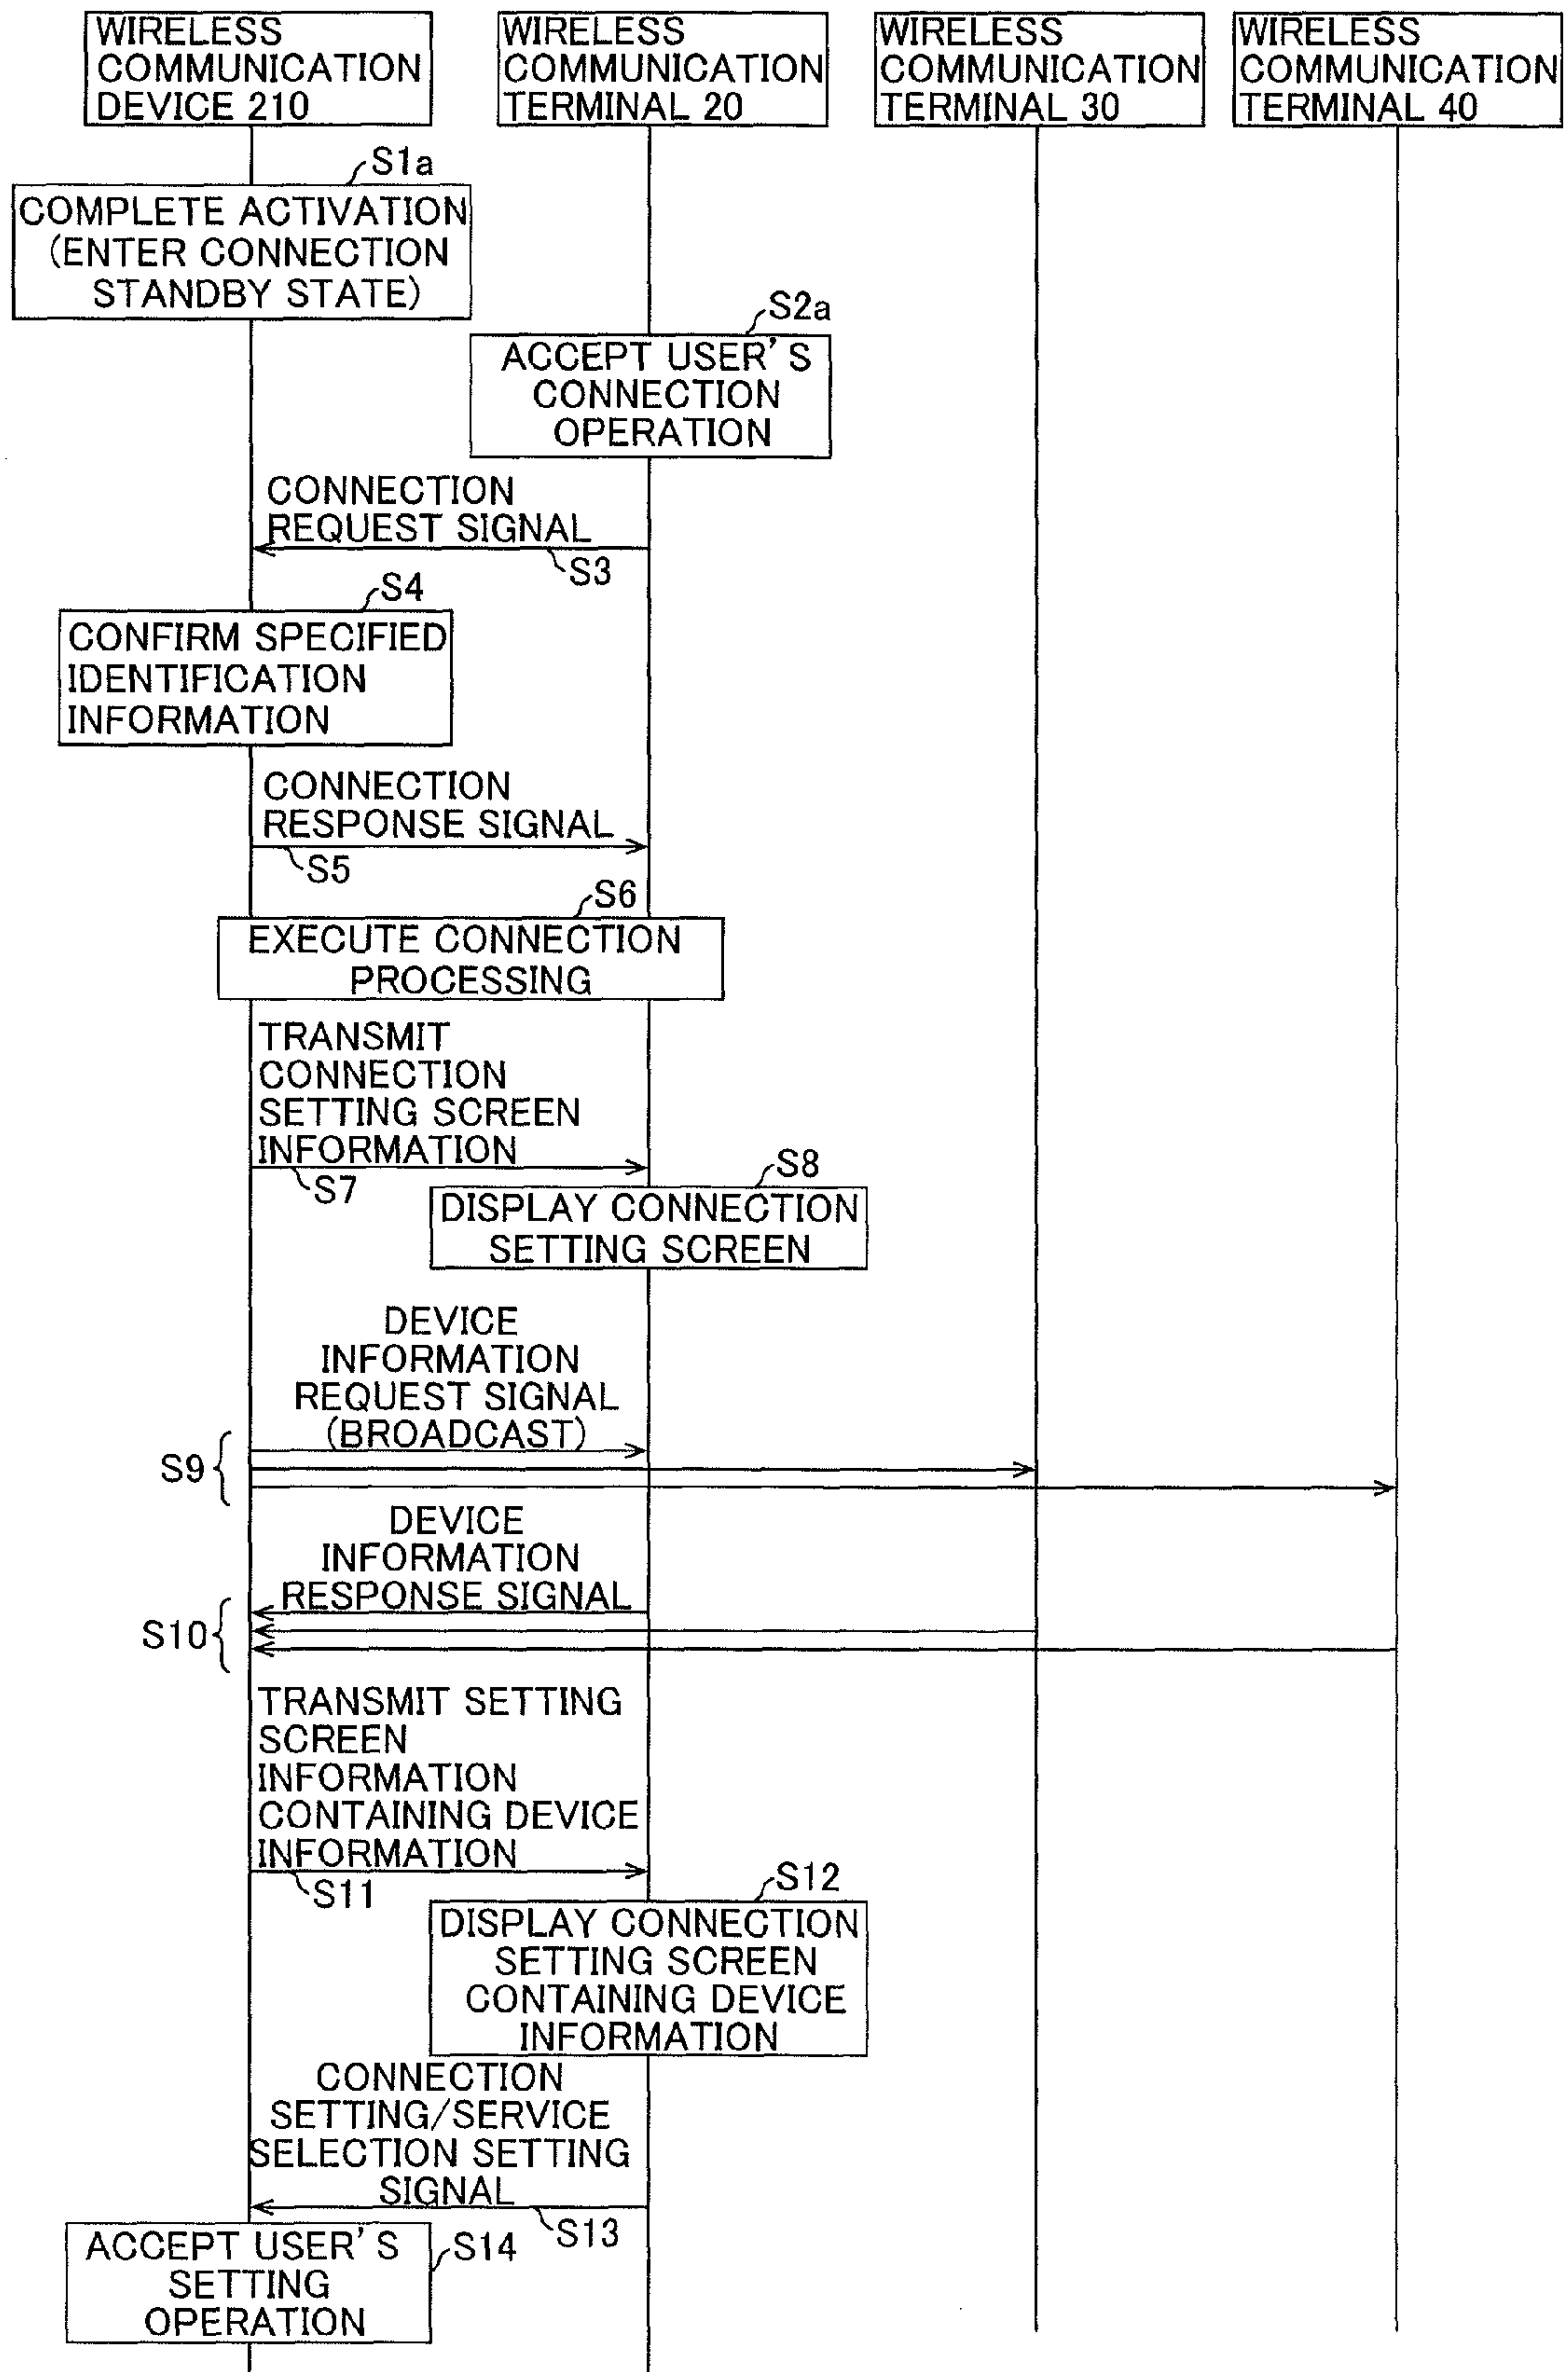 WIRELESS
COMMUNICATION
DEVICE 210
WIRELESS
COMMUNICATION
TERMINAL 20
WIRELESS
COMMUNICATION
TERMINAL 30
WIRELESS
COMMUNICATION
TERMINAL 40
S1a
COMPLETE ACTIVATION
(ENTER CONNECTION
STANDBY STATE)
S2a
ACCEPT USER'S
CONNECTION
OPERATION
CONNECTION
REQUEST SIGNAL
S3
S4
CONFIRM SPECIFIED
IDENTIFICATION
INFORMATION
CONNECTION
RESPONSE SIGNAL
S5
S6
EXECUTE CONNECTION
PROCESSING
TRANSMIT
CONNECTION
SETTING SCREEN
INFORMATION
S7
S8
DISPLAY CONNECTION
SETTING SCREEN
DEVICE
INFORMATION
REQUEST SIGNAL
(BROADCAST)
S9
DEVICE
INFORMATION
RESPONSE SIGNAL
S10
TRANSMIT SETTING
SCREEN
INFORMATION
CONTAINING DEVICE
INFORMATION
S11
S12
DISPLAY CONNECTION
SETTING SCREEN
CONTAINING DEVICE
INFORMATION
CONNECTION
SETTING/SERVICE
SELECTION SETTING
SIGNAL
S13
ACCEPT USER'S
SETTING
OPERATION
S14